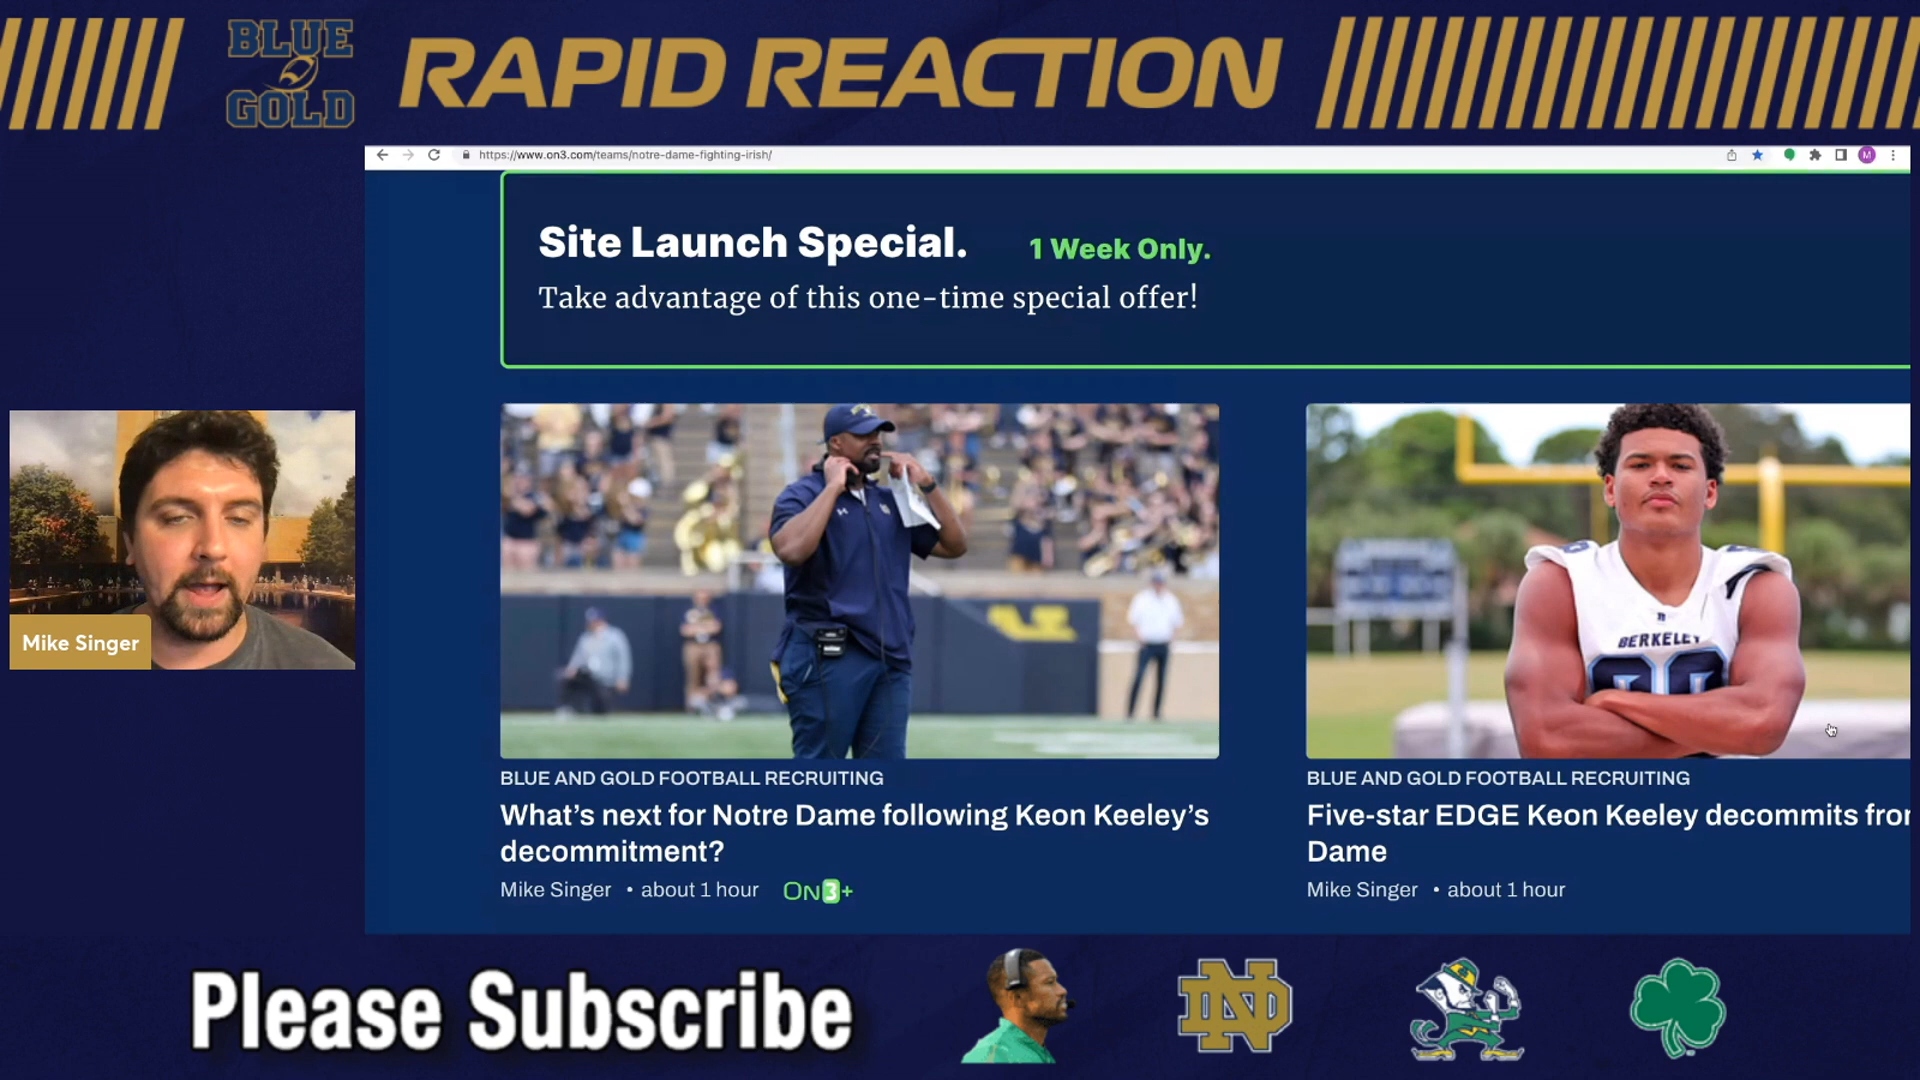 BLUE
GOLD
RAPID REACTION
https://www.on3.com/teams/notre-dame-fighting-irish/
M
Site Launch Special. 1 Week Only.
Take advantage of this one-time special offer!
Mike Singer
BERKELEY
BLUE AND GOLD FOOTBALL RECRUITING
What's next for Notre Dame following Keon Keeley's
decommitment?
Mike Singer • about 1 hour ON3+
BLUE AND GOLD FOOTBALL RECRUITING
Five-star EDGE Keon Keeley decommits fro
Dame
Mike Singer • about 1 hour
Please Subscribe
ND